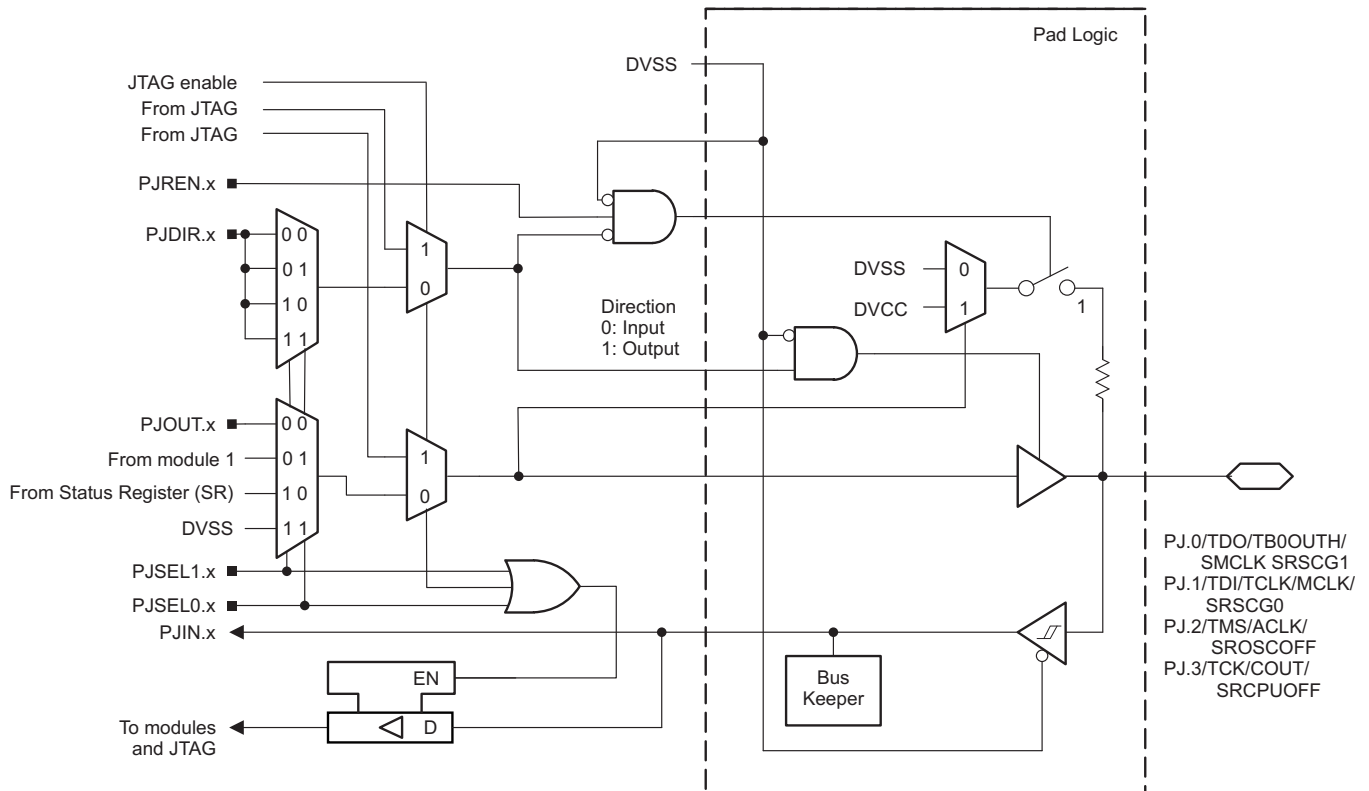 Pad Logic
DVSS
JTAG enable
From JTAG
From JTAG
PJREN.x
PJDIR.x
0 0
0 1
1 0
1 1
1
0
Direction
0: Input
1: Output
DVSS
0
DVCC
1
1
PJOUT.x
0 0
From module 1
0 1
From Status Register (SR)
1 0
DVSS
1 1
1
0
PJSEL1.x
PJSEL0.x
PJIN.x
EN
D
To modules
and JTAG
Bus
Keeper
PJ.0/TDO/TB0OUTH/
SMCLK SRSCG1
PJ.1/TDI/TCLK/MCLK/
SRSCG0
PJ.2/TMS/ACLK/
SROSCOFF
PJ.3/TCK/COUT/
SRCPUOFF